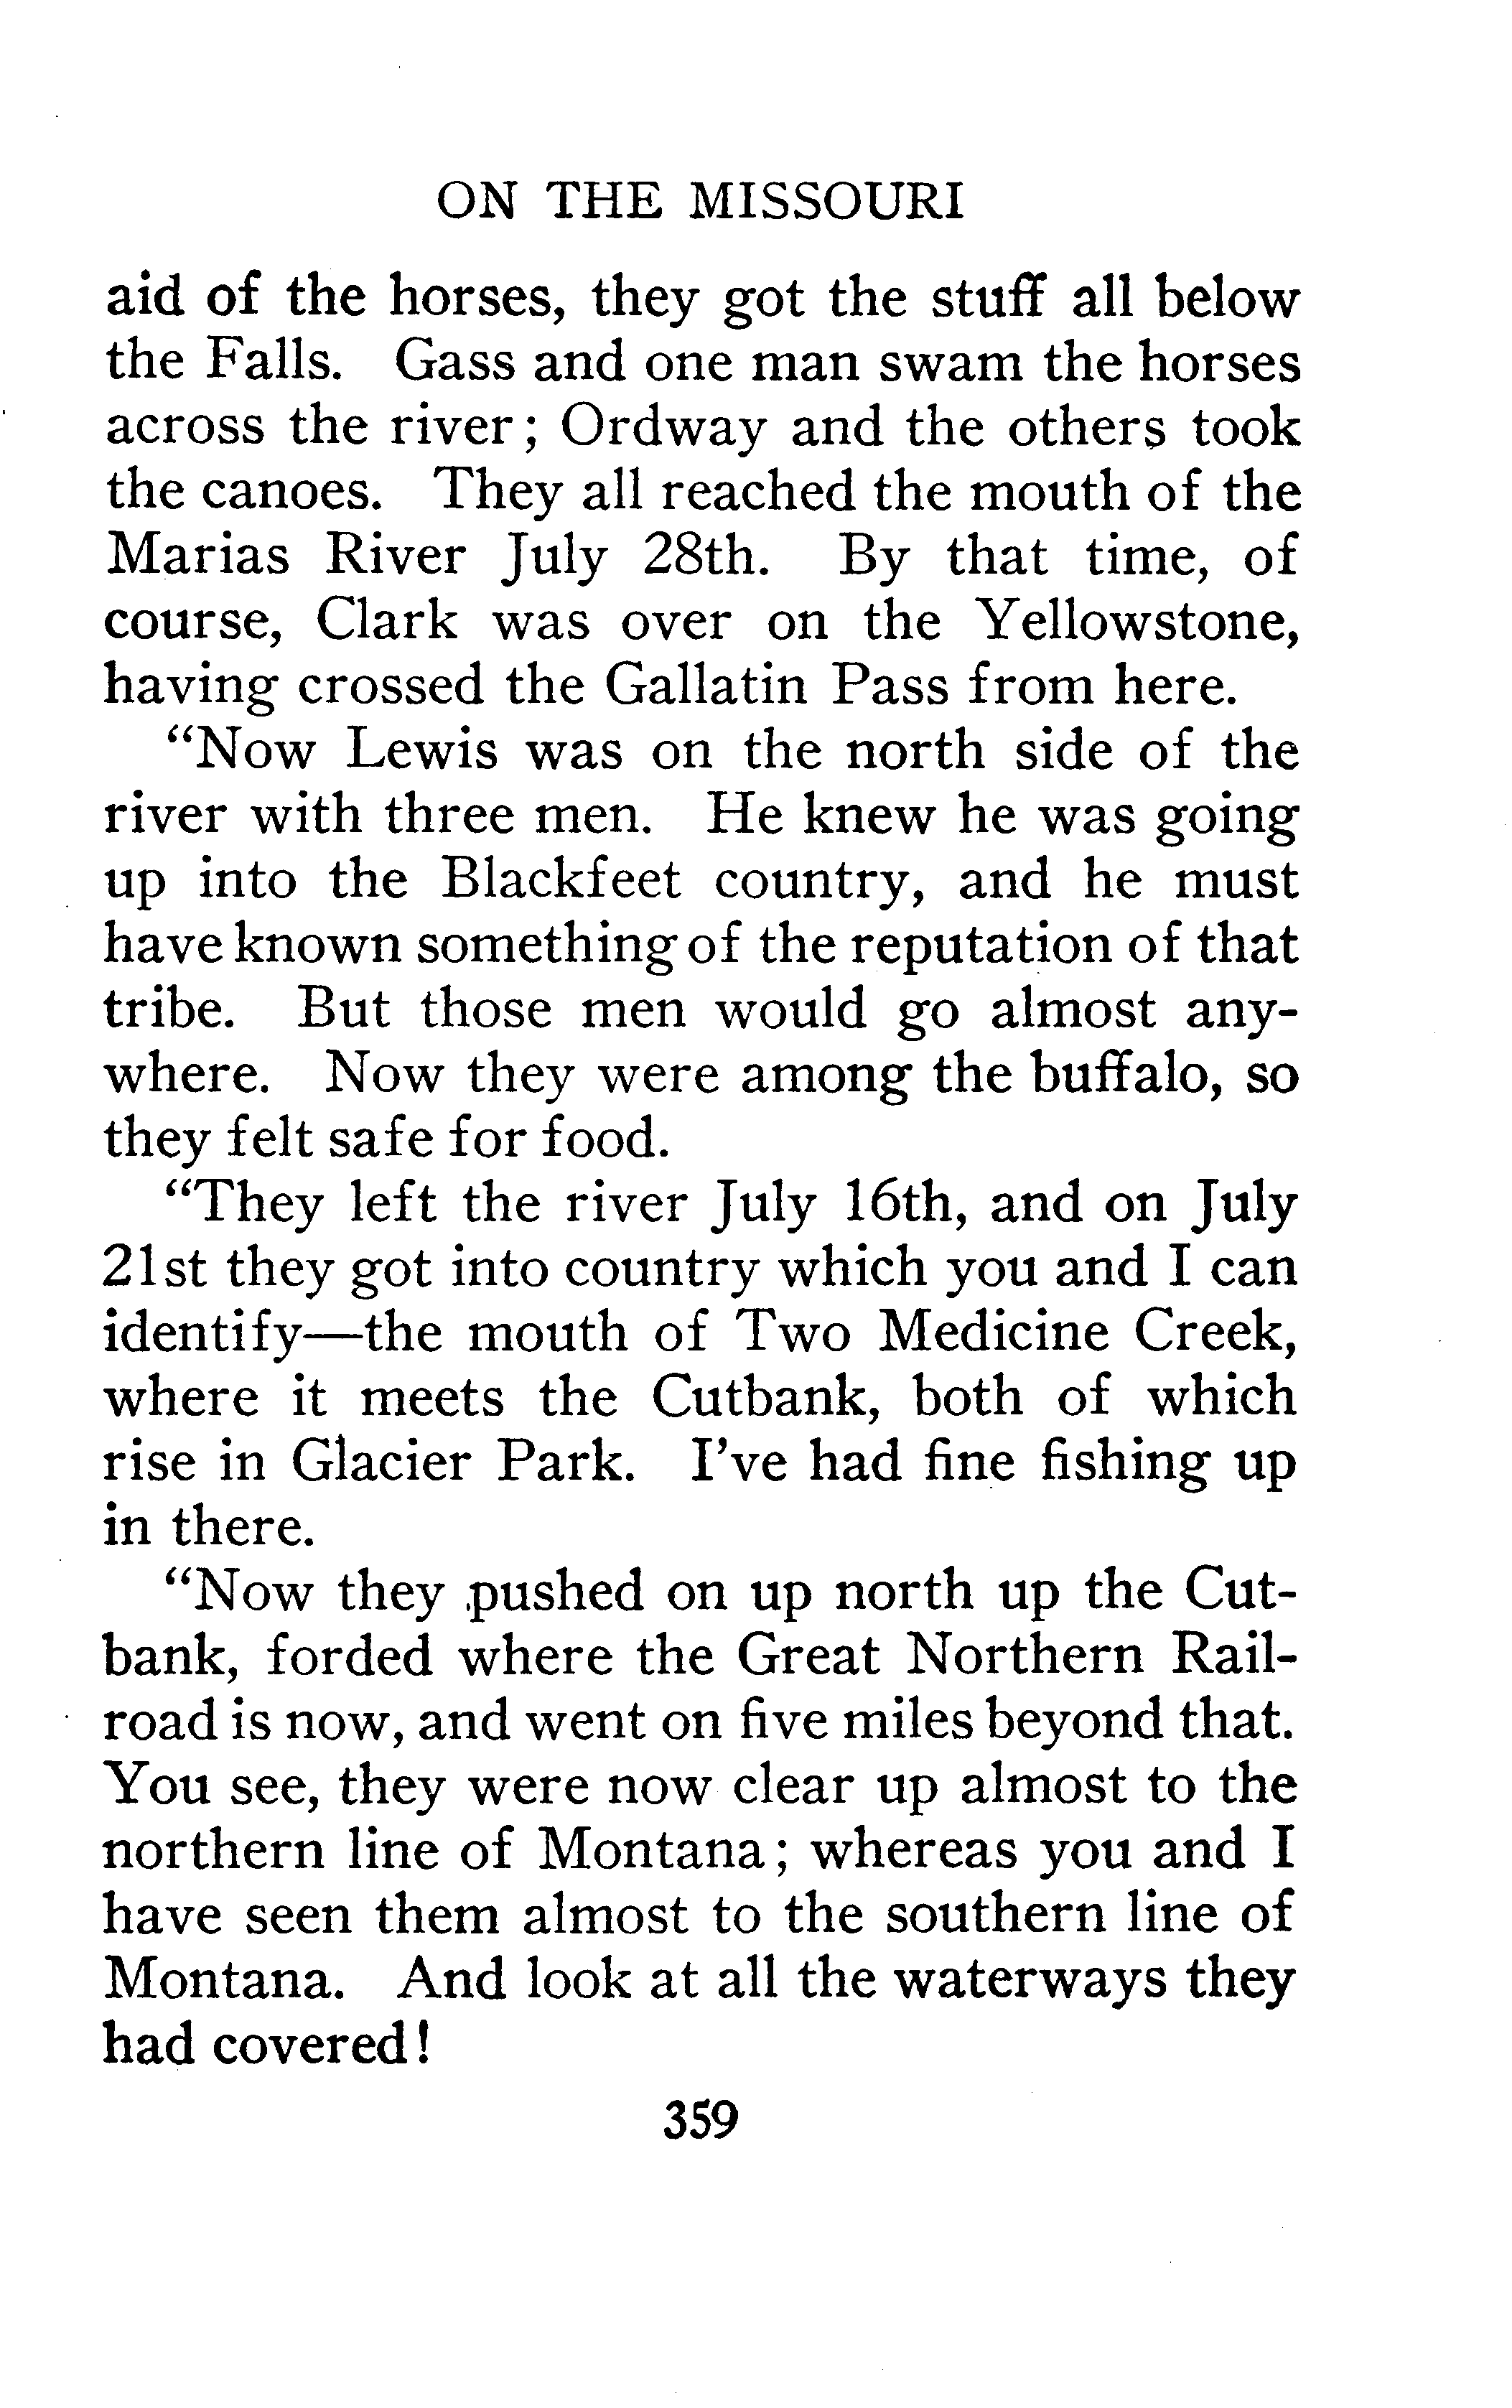 ON THE MISSOURI
aid of the horses, they got the stuff all below
the Falls. Gass and one man swam the horses
across the river; Ordway and the others took
the canoes. They all reached the mouth of the
Marias River July 28th. By that time, of
course, Clark was over on the Yellowstone,
having crossed the Gallatin Pass from here.
"Now Lewis was on the north side of the
river with three men. He knew he was going
up into the Blackfeet country, and he must
have known something of the reputation of that
tribe. But those men would go almost any-
where. Now they were among the buffalo, so
they felt safe for food.
"They left the river July 16th, and on July
21st they got into country which you and I can
identify—the mouth of Two Medicine Creek,
where it meets the Cutbank, both of which
rise in Glacier Park. I've had fine fishing up
in there.
"Now they pushed on up north up the Cut-
bank, forded where the Great Northern Rail-
road is now, and went on five miles beyond that.
You see, they were now clear up almost to the
northern line of Montana; whereas you and I
have seen them almost to the southern line of
Montana. And look at all the waterways they
had covered!
359